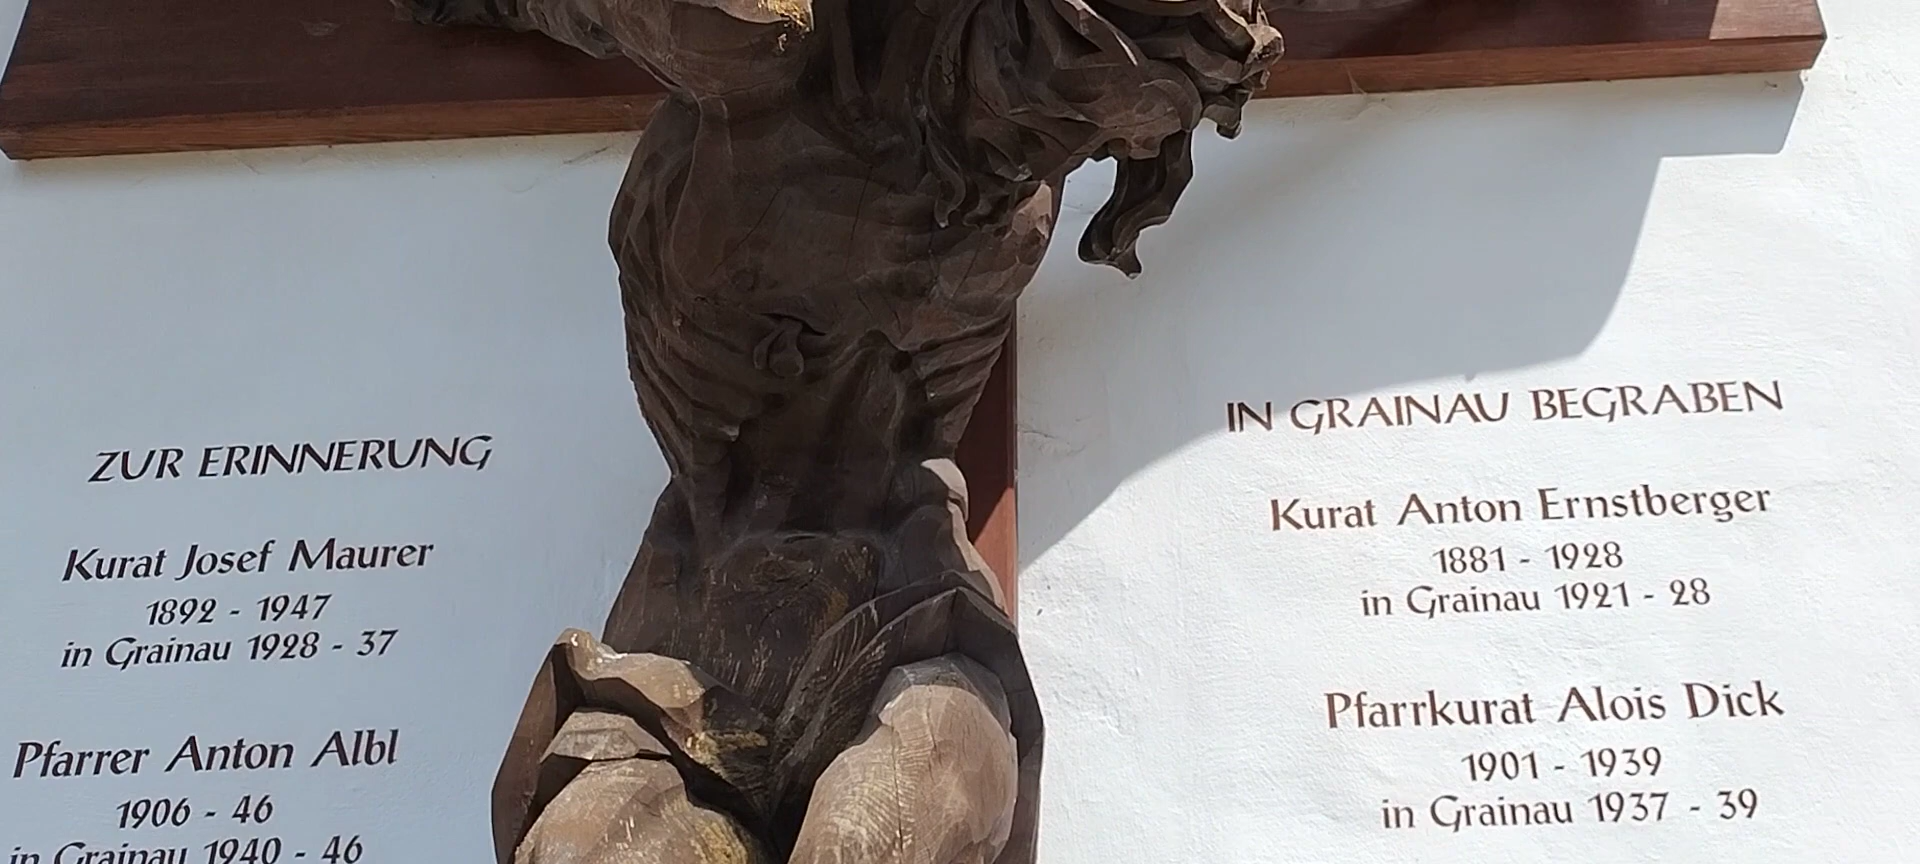 ZUR ERINNERUNG
Kurat Josef Maurer
1892 - 1947
in Grainau 1928 - 37
Pfarrer Anton Albl
1906 - 46
in Grainau 1940 - 46
IN GRAINAU BEGRABEN
Kurat Anton Ernstberger
1881 - 1928
in Grainau 1921 - 28
Pfarrkurat Alois Dick
1901 - 1939
in Grainau 1937 - 39